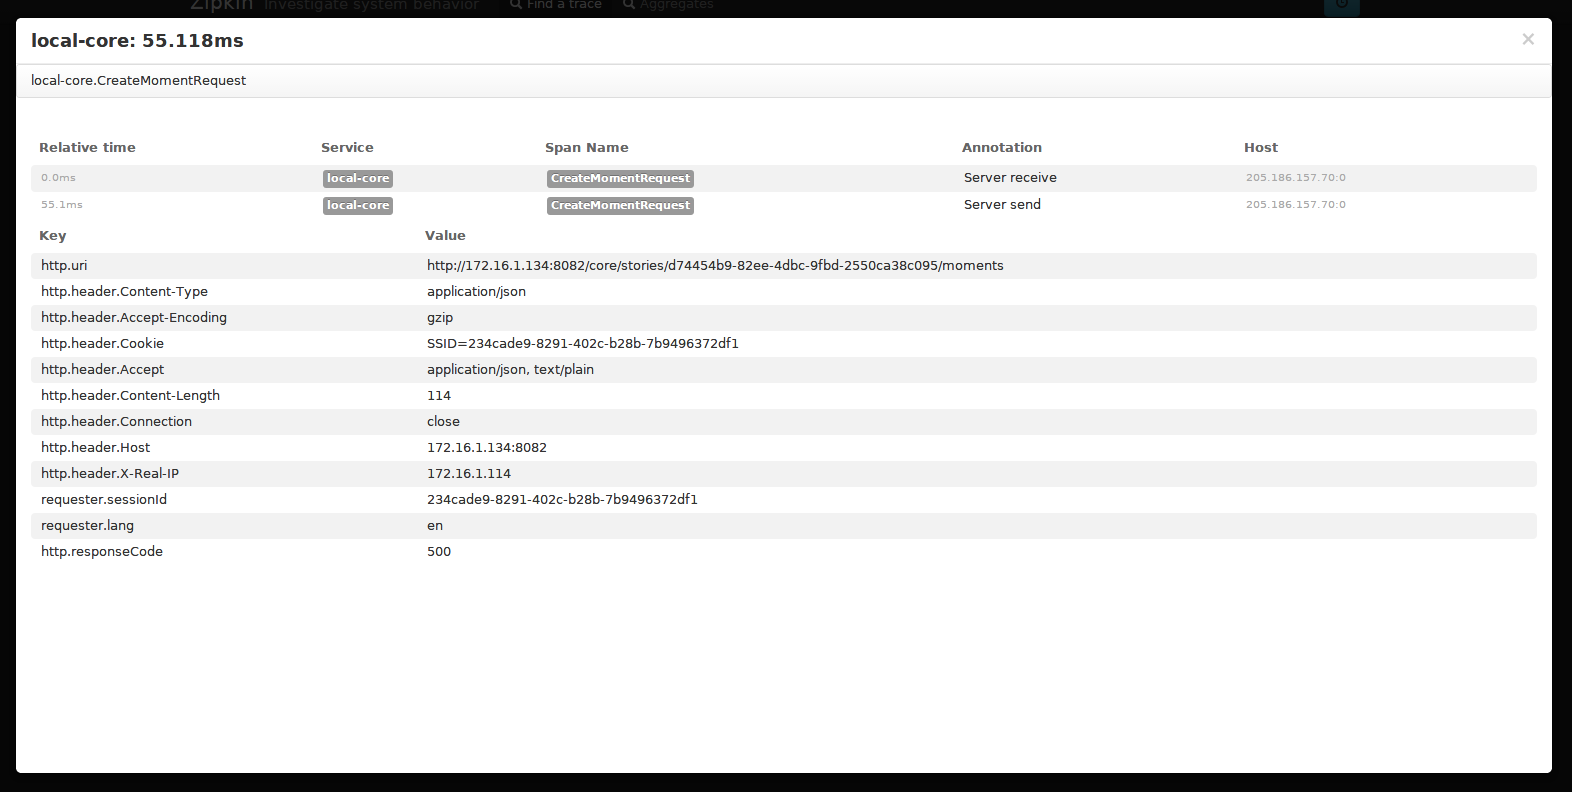 Zipkin Investigate system behavior Find a trace Aggregates
local-core: 55.118ms ×
local-core.CreateMomentRequest
Relative time Service Span Name Annotation Host
0.0ms local-core CreateMomentRequest Server receive 205.186.157.70:0
55.1ms local-core CreateMomentRequest Server send 205.186.157.70:0
Key Value
http.uri http://172.16.1.134:8082/core/stories/d74454b9-82ee-4dbc-9fbd-2550ca38c095/moments
http.header.Content-Type application/json
http.header.Accept-Encoding gzip
http.header.Cookie SSID=234cade9-8291-402c-b28b-7b9496372df1
http.header.Accept application/json, text/plain
http.header.Content-Length 114
http.header.Connection close
http.header.Host 172.16.1.134:8082
http.header.X-Real-IP 172.16.1.114
requester.sessionId 234cade9-8291-402c-b28b-7b9496372df1
requester.lang en
http.responseCode 500